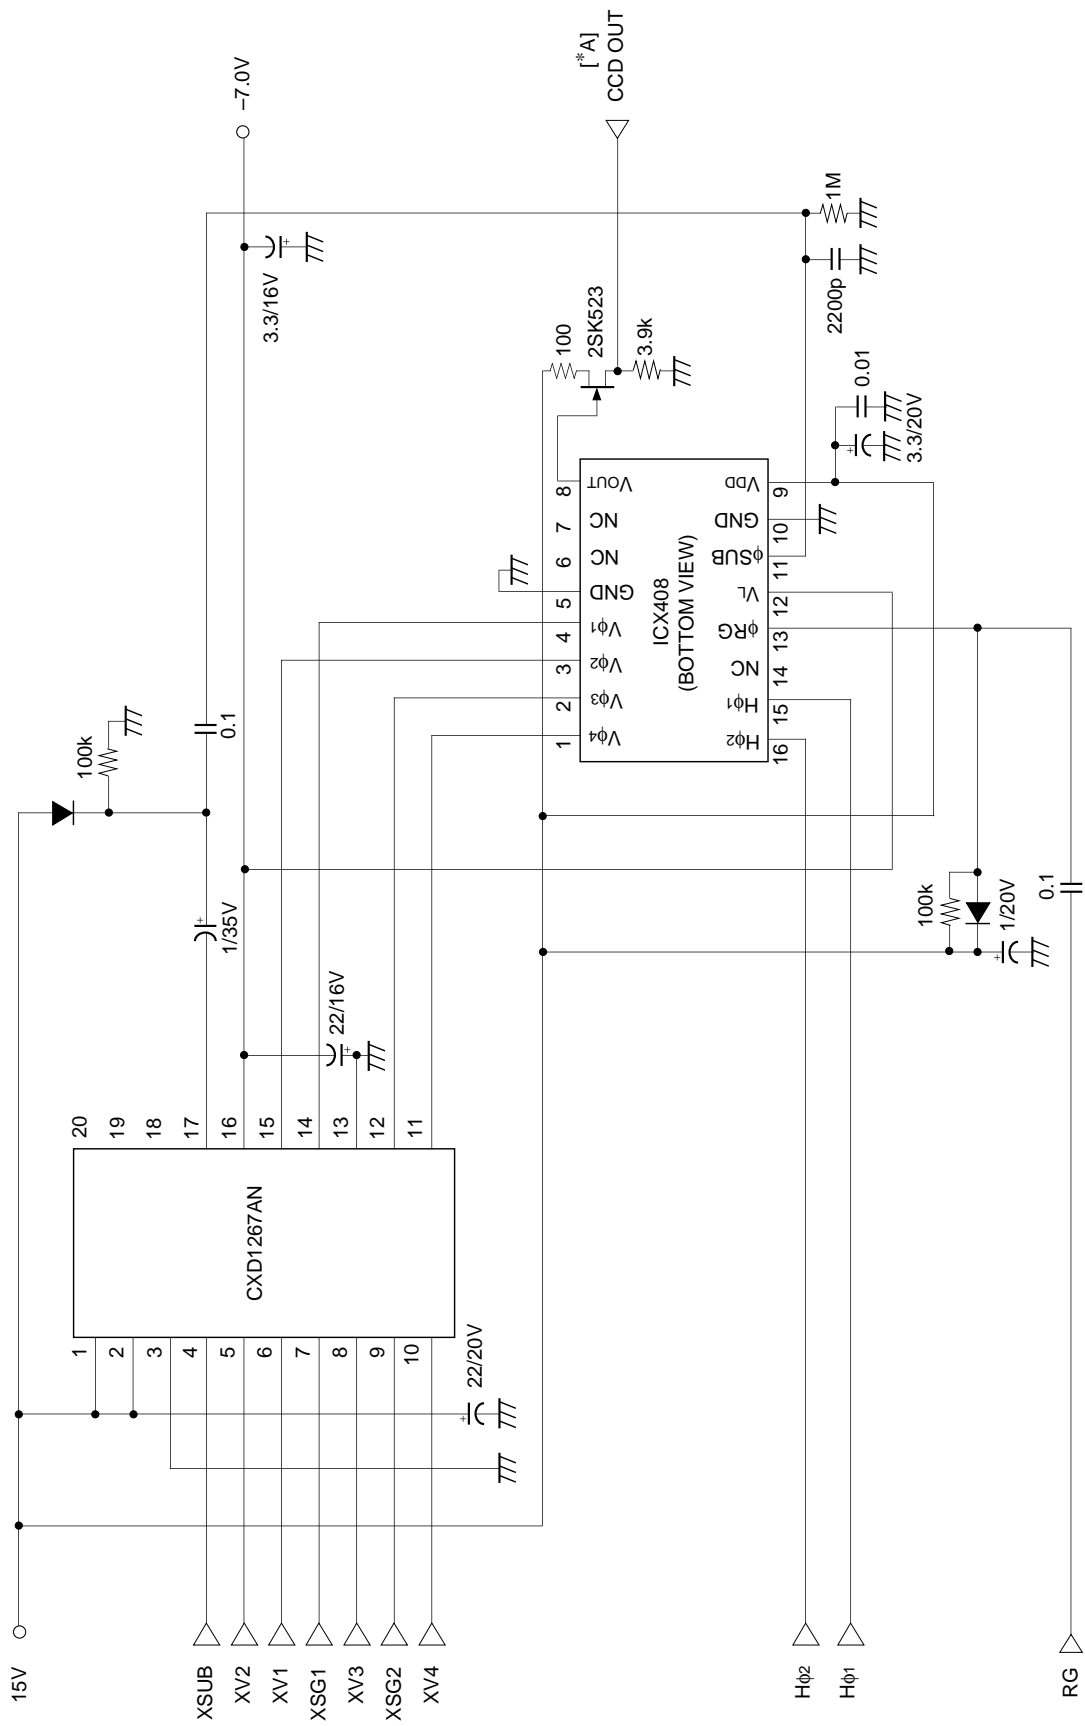 15V
XSUB
XV2
XV1
XSG1
XV3
XSG2
XV4
Hϕ2
Hϕ1
RG
1
2
3
4
5
6
7
8
9
10
22/20V
CXD1267AN
20
19
18
17
16
15
14
13
12
11
+
22/16V
+
+
1/35V
100k
0.1
3.3/16V
+
–7.0V
[*A]
CCD OUT
100
2SK523
3.9k
1
2
3
4
5
6
7
8
Vϕ4
Vϕ3
Vϕ2
Vϕ1
GND
NC
NC
VOUT
ICX408
(BOTTOM VIEW)
Hϕ2
Hϕ1
NC
ϕRG
VL
ϕSUB
GND
VDD
16
15
14
13
12
11
10
9
+
3.3/20V
0.01
2200p
1M
100k
1/20V
+
0.1